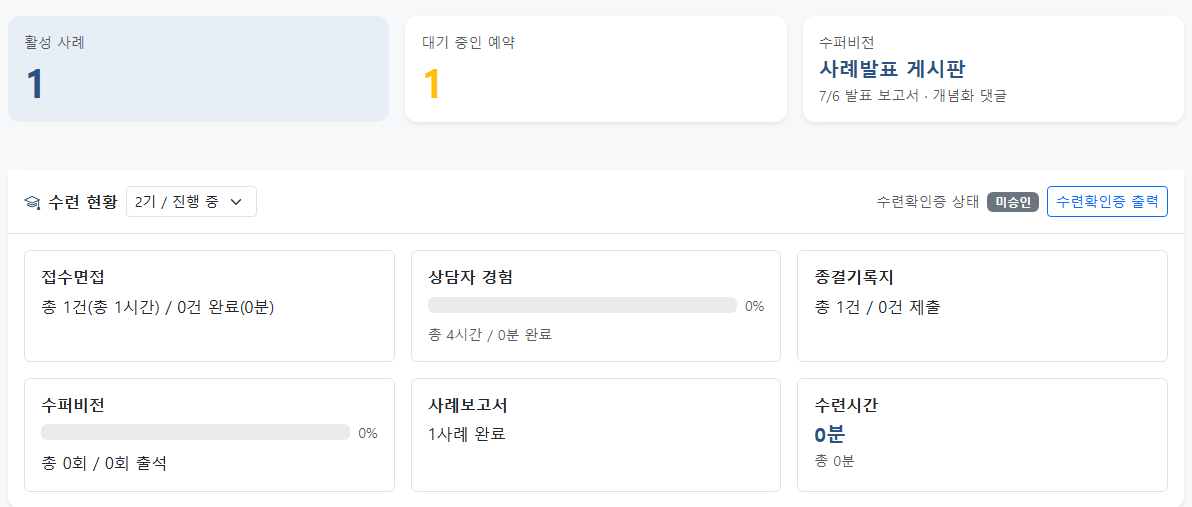 활성 사례
1
대기 중인 예약
1
수퍼비전
사례발표 게시판
7/6 발표 보고서 · 개념화 댓글
수련 현황
2기 / 진행 중
수련확인증 상태
미승인
수련확인증 출력
접수면접
총 1건(총 1시간) / 0건 완료(0분)
상담자 경험
0%
총 4시간 / 0분 완료
종결기록지
총 1건 / 0건 제출
수퍼비전
0%
총 0회 / 0회 출석
사례보고서
1사례 완료
수련시간
0분
총 0분